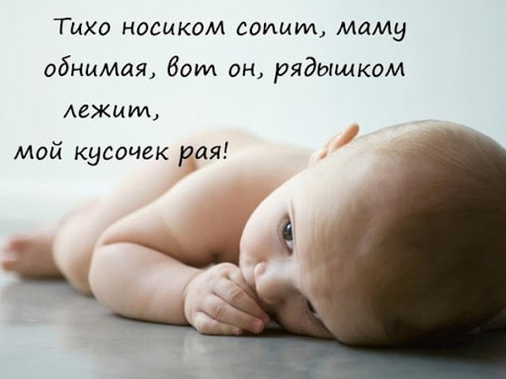 Тихо носиком сопит, маму
обнимая, вот он, рядышком
лежит,
мой кусочек рая!